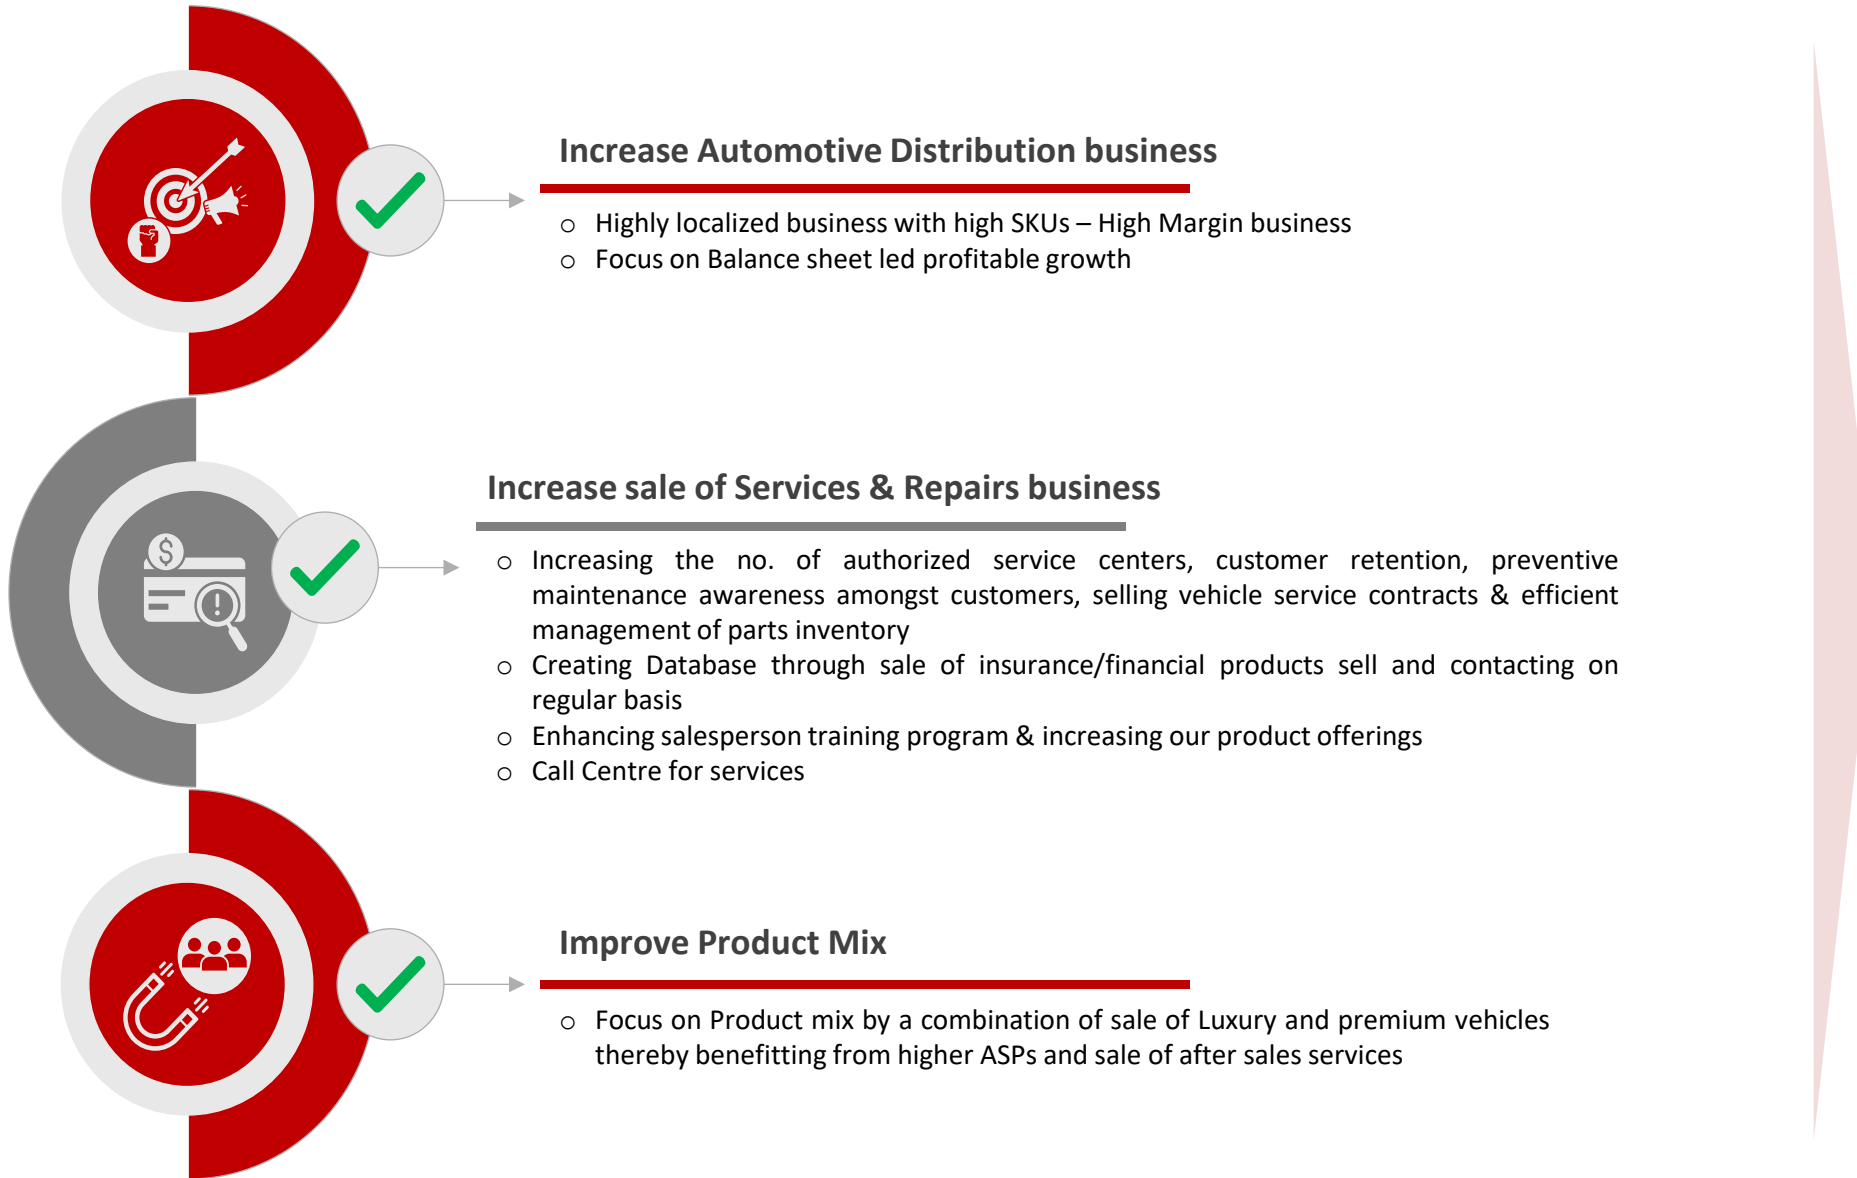 Increase Automotive Distribution business
o Highly localized business with high SKUs – High Margin business
o Focus on Balance sheet led profitable growth
Increase sale of Services & Repairs business
o Increasing the no. of authorized service centers, customer retention, preventive
maintenance awareness amongst customers, selling vehicle service contracts & efficient
management of parts inventory
o Creating Database through sale of insurance/financial products sell and contacting on
regular basis
o Enhancing salesperson training program & increasing our product offerings
o Call Centre for services
Improve Product Mix
o Focus on Product mix by a combination of sale of Luxury and premium vehicles
thereby benefitting from higher ASPs and sale of after sales services